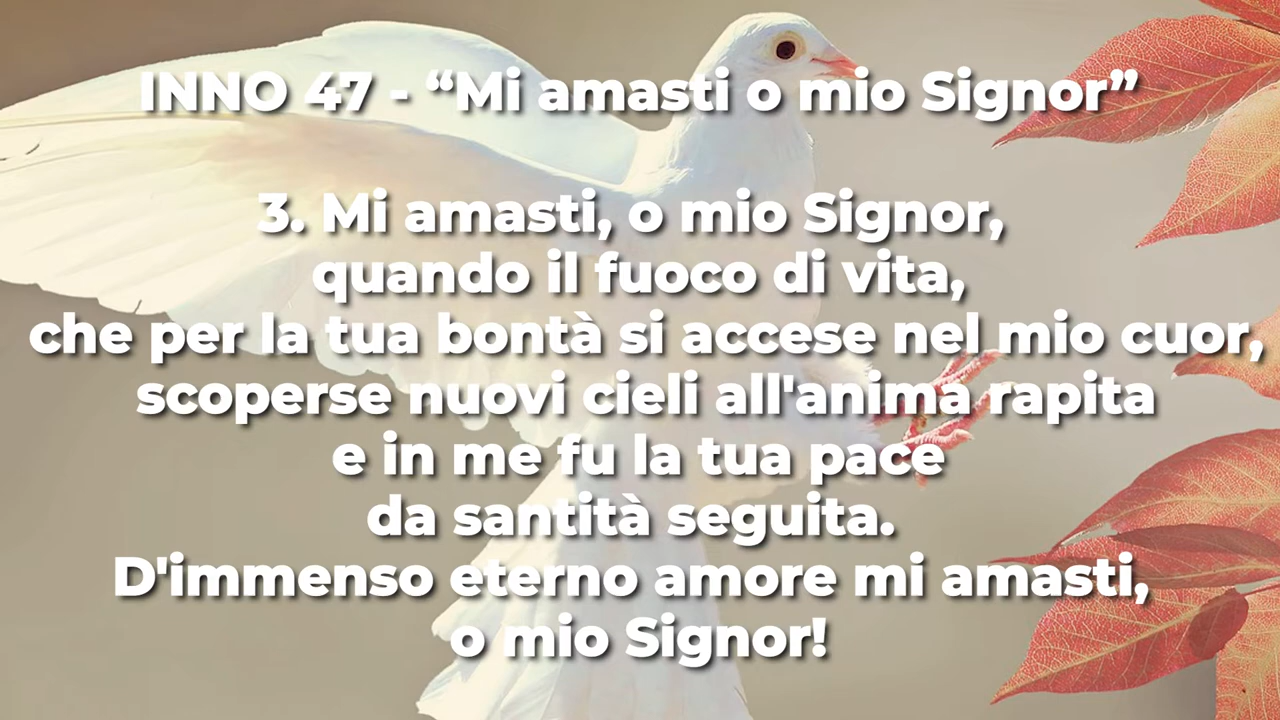 INNO 47 - “Mi amasti o mio Signor”
3. Mi amasti, o mio Signor,
quando il fuoco di vita,
che per la tua bontà si accese nel mio cuor,
scoperse nuovi cieli all'anima rapita
e in me fu la tua pace
da santità seguita.
D'immenso eterno amore mi amasti,
o mio Signor!